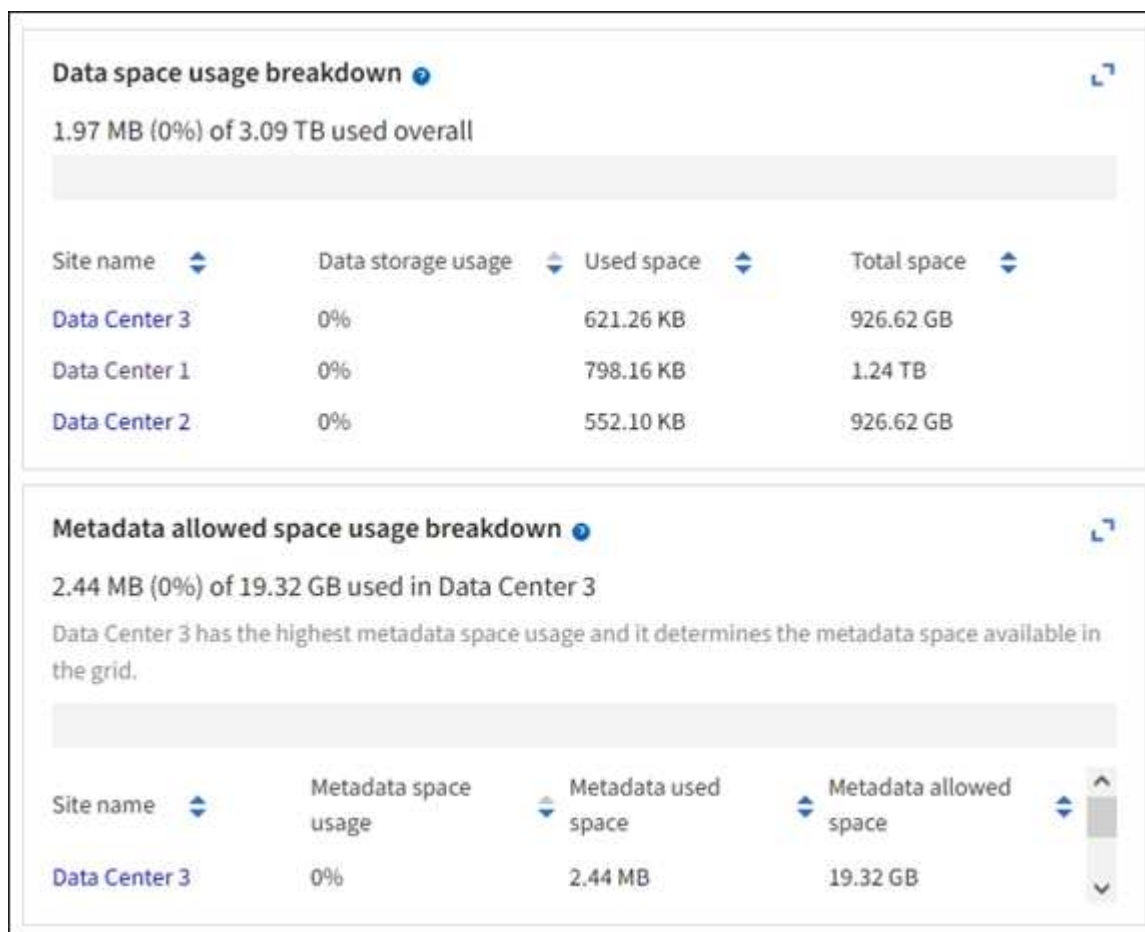 Data space usage breakdown ?
1.97 MB (0%) of 3.09 TB used overall
Site name Data storage usage Used space Total space
Data Center 3 0% 621.26 KB 926.62 GB
Data Center 1 0% 798.16 KB 1.24 TB
Data Center 2 0% 552.10 KB 926.62 GB
Metadata allowed space usage breakdown ?
2.44 MB (0%) of 19.32 GB used in Data Center 3
Data Center 3 has the highest metadata space usage and it determines the metadata space available in
the grid.
Site name Metadata space usage Metadata used space Metadata allowed space
Data Center 3 0% 2.44 MB 19.32 GB